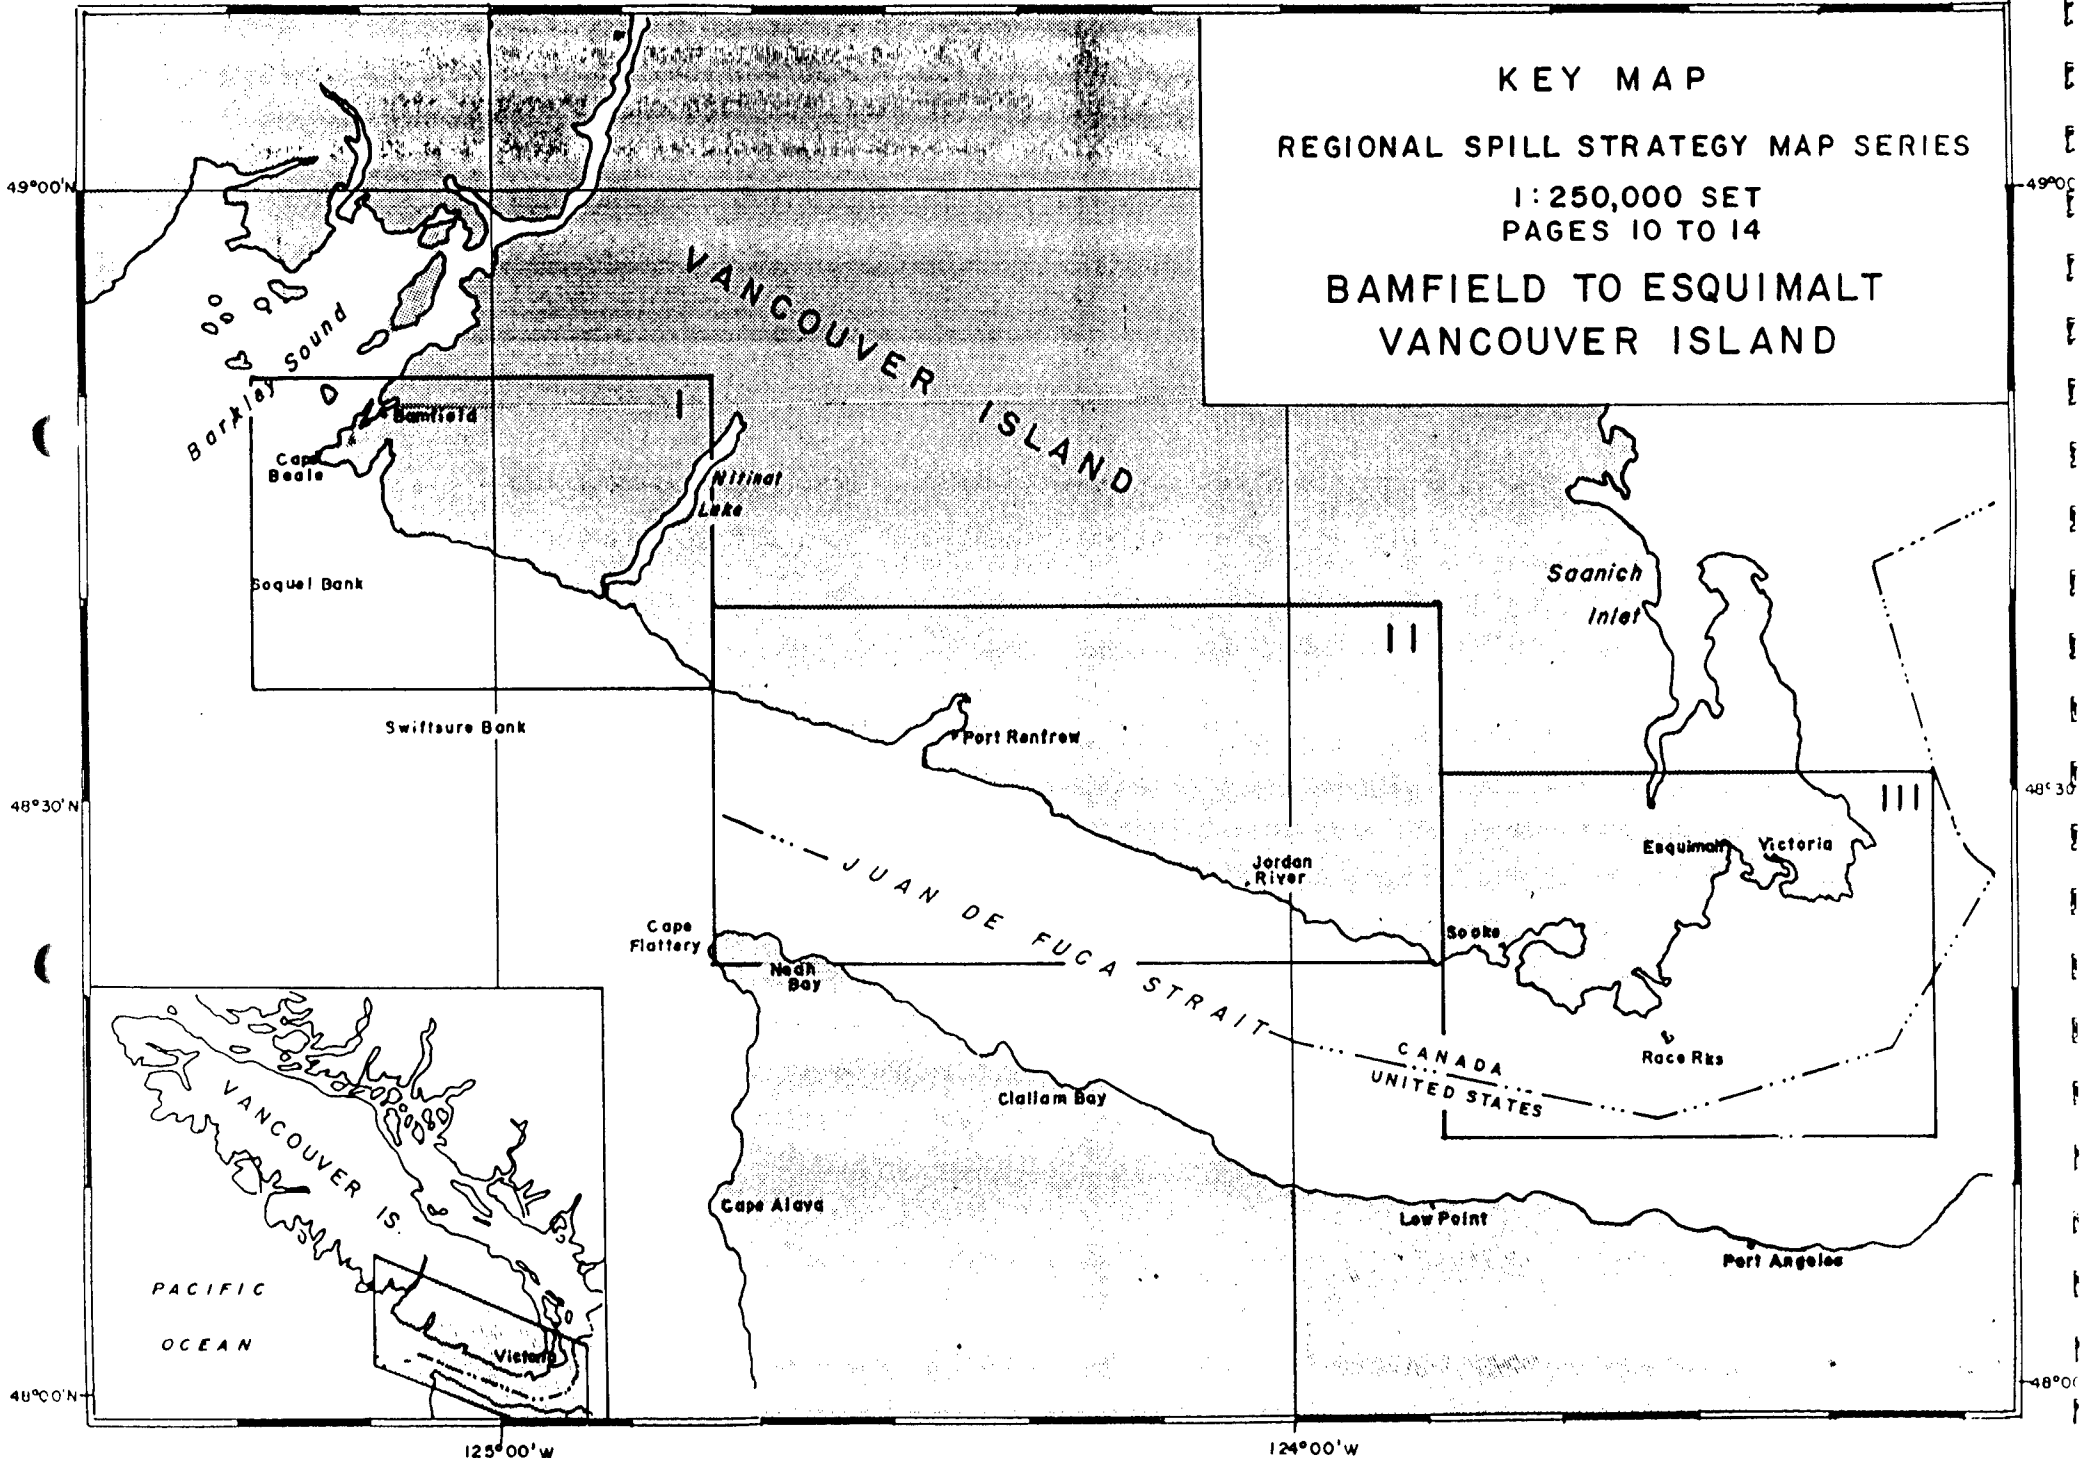 KEY MAP
REGIONAL SPILL STRATEGY MAP SERIES
1:250,000 SET
PAGES 10 TO 14
BAMFIELD TO ESQUIMALT
VANCOUVER ISLAND
49°00'N
VANCOUVER ISLAND
Barkley Sound
I
Bamfield
Cape
Beale
Nitinat
Lake
Soquel Bank
Saanich
Inlet
II
Swiftsure Bank
Port Renfrew
48°30'N
III
Esquimalt
Victoria
Jordan
River
JUAN DE FUCA STRAIT
Cape
Flattery
Neah
Bay
Sooke
Race Rks
CANADA
UNITED STATES
Clallam Bay
Cape Alava
Low Point
Port Angeles
VANCOUVER IS
PACIFIC
OCEAN
Victoria
48°00'N
125°00'W
124°00'W